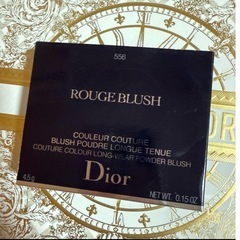 556
ROUGE BLUSH
COULEUR COUTURE
BLUSH POUDRE LONGUE TENUE
COUTURE COLOUR LONG-WEAR POWDER BLUSH
Dior
4.5 g
NET WT. 0.15 OZ